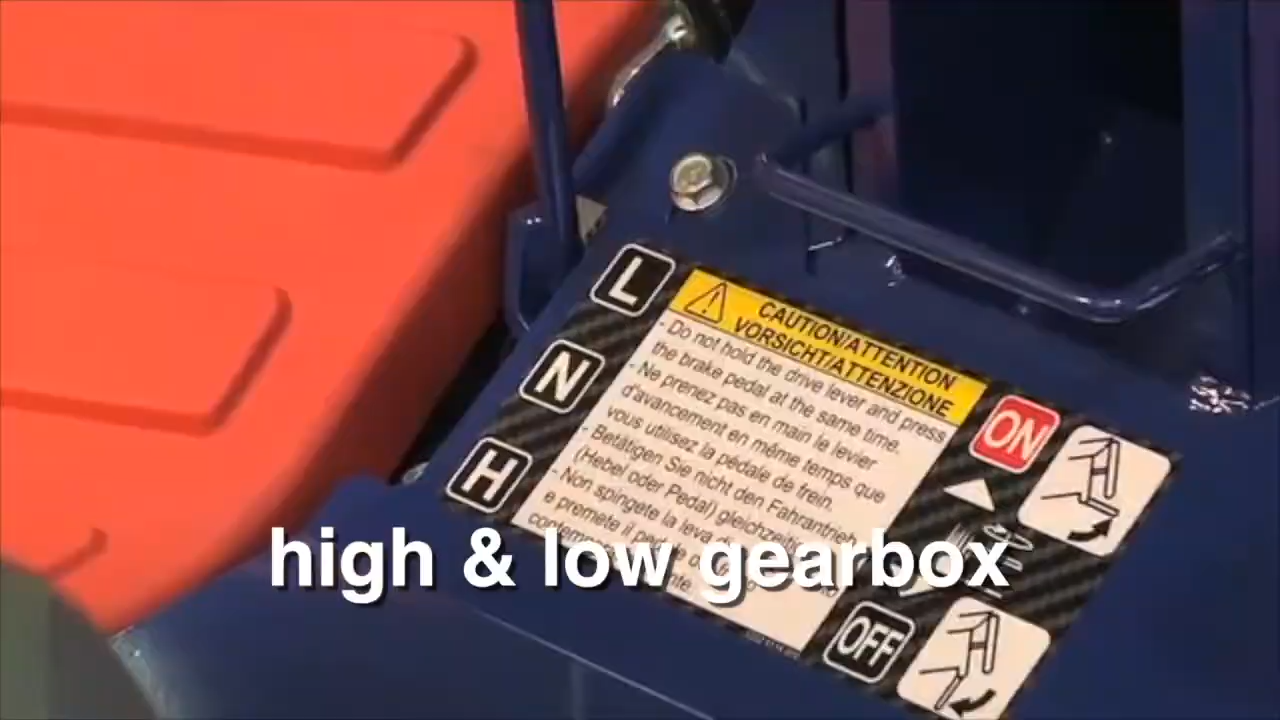 L
N
H
CAUTION/ATTENTION
VORSICHT/ATTENZIONE
- Do not hold the drive lever and press
the brake pedal at the same time.
- Ne prenez pas en main le levier
d'avancement en même temps que
vous utilisez la pédale de frein.
- Betätigen Sie nicht den Fahrantrieb
(Hebel oder Pedal) gleichzeitig
- Non spingete la leva
e premete il
ON
OFF
high & low gearbox